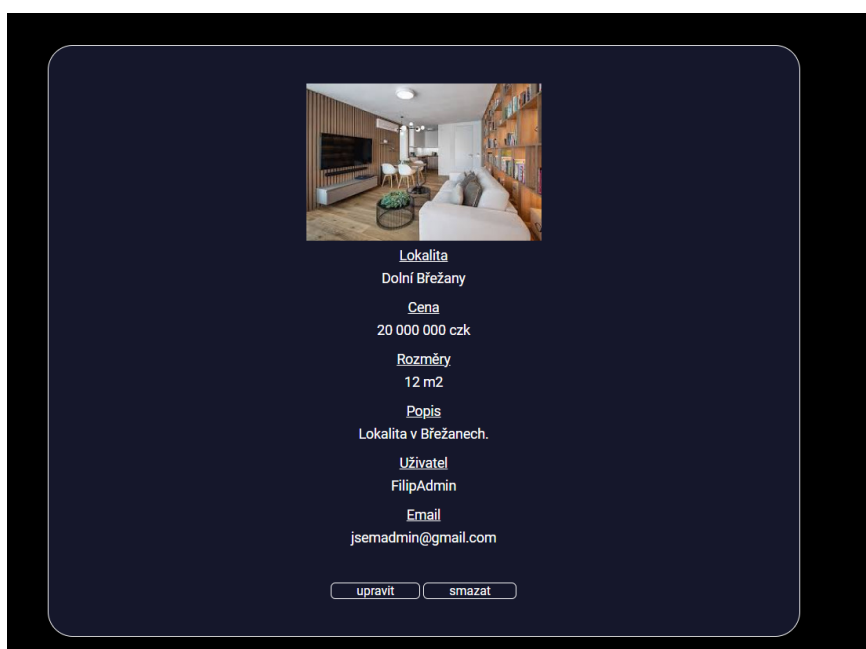 Lokalita
Dolní Břežany
Cena
20 000 000 czk
Rozměry
12 m2
Popis
Lokalita v Břežanech.
Uživatel
FilipAdmin
Email
jsemadmin@gmail.com
upravit smazat